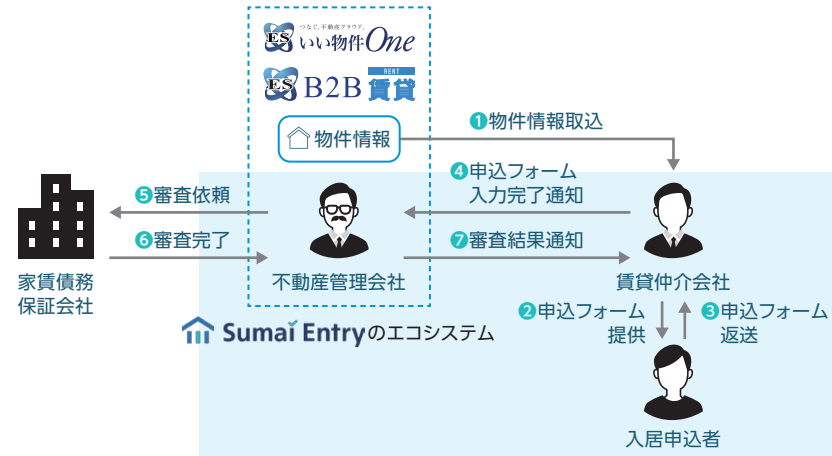 つなぐ、不動産クラウド。
ES いい物件One
ES B2B RENT 賃貸
物件情報
❶物件情報取込
❹申込フォーム
入力完了通知
❺審査依頼
❻審査完了
❼審査結果通知
家賃債務
保証会社
不動産管理会社
賃貸仲介会社
❷申込フォーム
提供
❸申込フォーム
返送
Sumai Entryのエコシステム
入居申込者